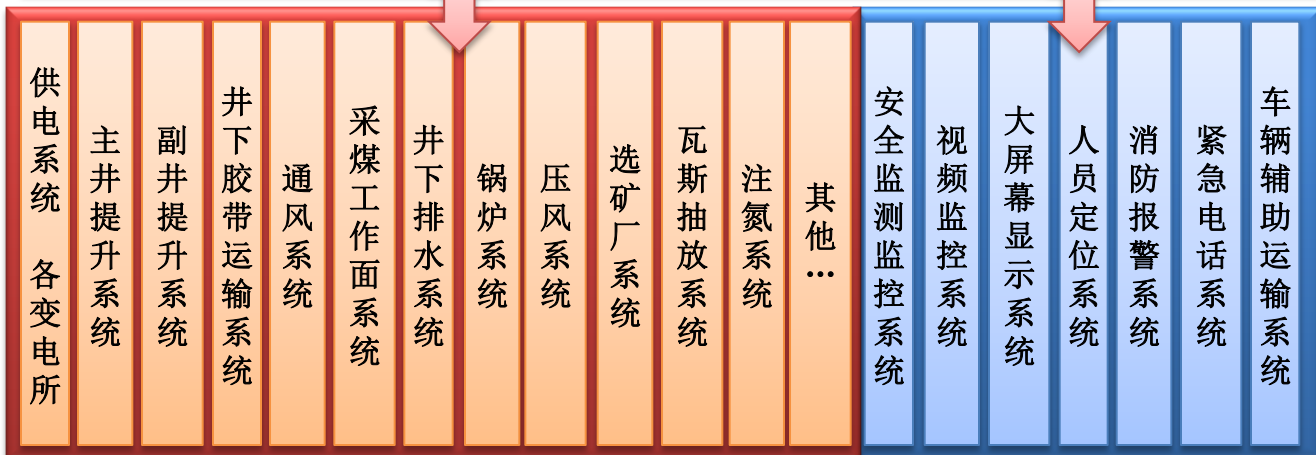 供电系统 各变电所
主井提升系统
副井提升系统
井下胶带运输系统
通风系统
采煤工作面系统
井下排水系统
锅炉系统
压风系统
选矿厂系统
瓦斯抽放系统
注氮系统
其他…
安全监测监控系统
视频监控系统
大屏幕显示系统
人员定位系统
消防报警系统
紧急电话系统
车辆辅助运输系统